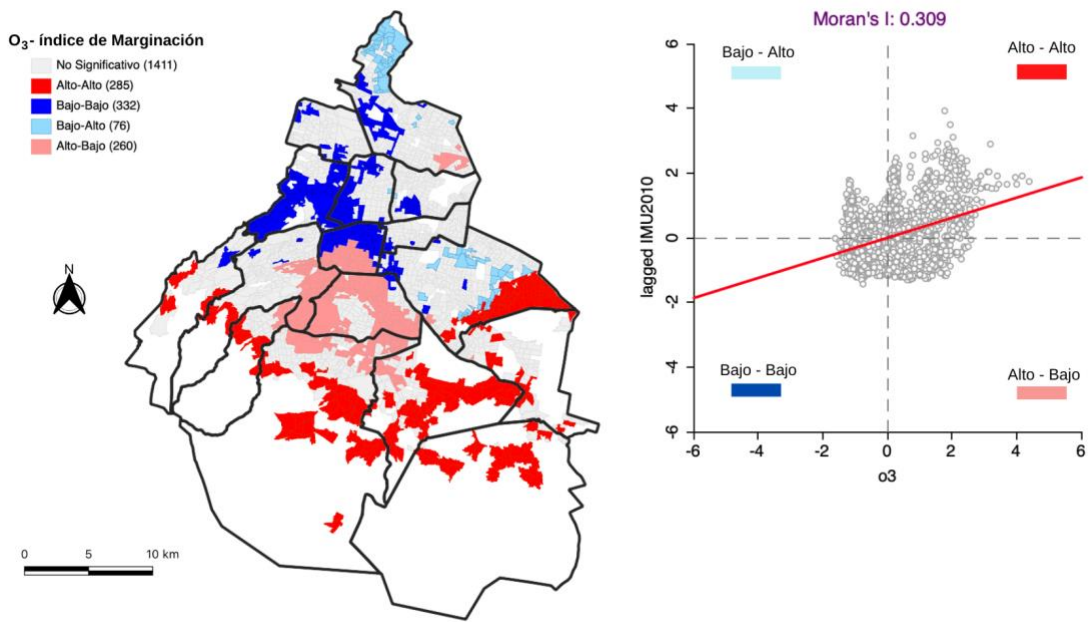 O₃- índice de Marginación
No Significativo (1411)
Alto-Alto (285)
Bajo-Bajo (332)
Bajo-Alto (76)
Alto-Bajo (260)
N
0 5 10 km
Moran's I: 0.309
Bajo - Alto
Alto - Alto
Bajo - Bajo
Alto - Bajo
lagged IMU2010
6
4
2
0
-2
-4
-6
-6 -4 -2 0 2 4 6
o3